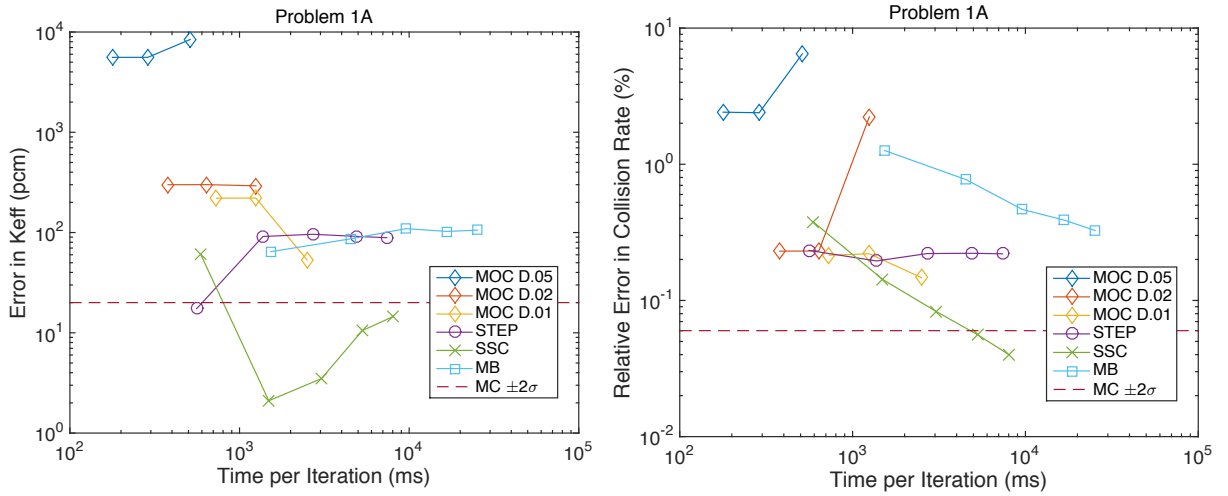 Problem 1A
10^4
10^3
10^2
10^1
10^0
Error in Keff (pcm)
10^2
10^3
10^4
10^5
Time per Iteration (ms)
MOC D.05
MOC D.02
MOC D.01
STEP
SSC
MB
MC ±2σ
Problem 1A
10^1
10^0
10^-1
10^-2
Relative Error in Collision Rate (%)
10^2
10^3
10^4
10^5
Time per Iteration (ms)
MOC D.05
MOC D.02
MOC D.01
STEP
SSC
MB
MC ±2σ